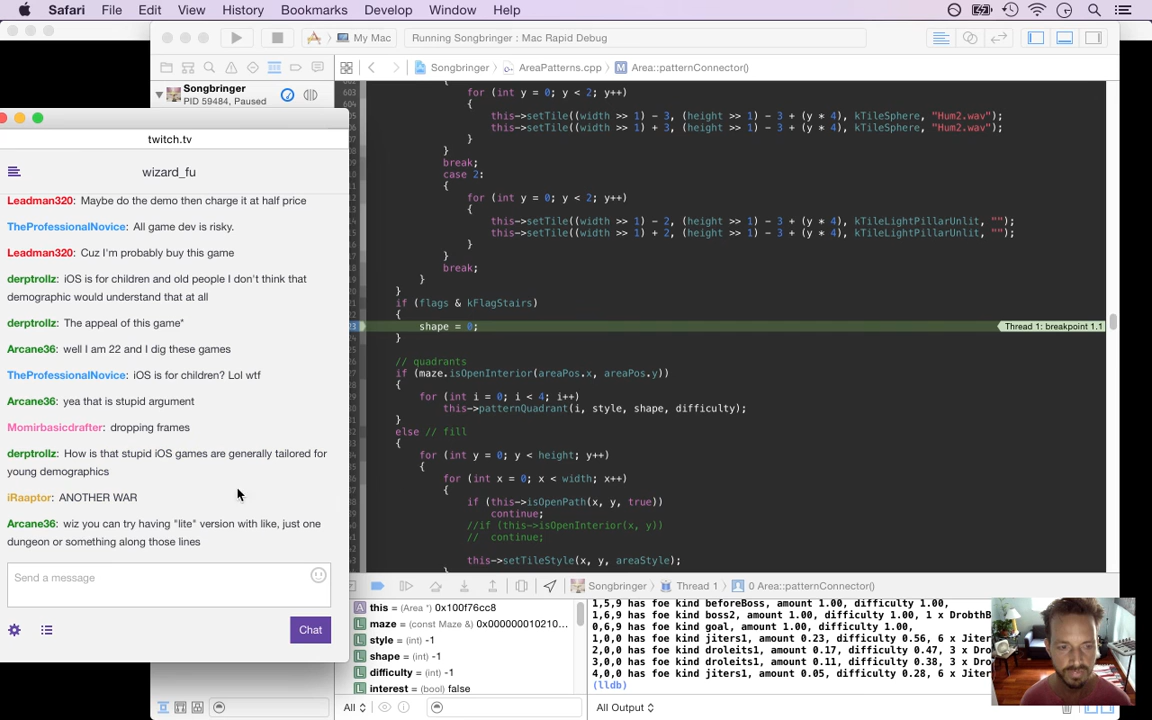 Safari File Edit View History Bookmarks Develop Window Help
My Mac
Running Songbringer : Mac Rapid Debug
Songbringer
PID 59484, Paused
Songbringer
AreaPatterns.cpp
Area::patternConnector()
twitch.tv
wizard_fu
Leadman320: Maybe do the demo then charge it at half price
TheProfessionalNovice: All game dev is risky.
Leadman320: Cuz I'm probably buy this game
derptrollz: iOS is for children and old people I don't think that
demographic would understand that at all
derptrollz: The appeal of this game*
Arcane36: well I am 22 and I dig these games
TheProfessionalNovice: iOS is for children? Lol wtf
Arcane36: yea that is stupid argument
Momirbasicdrafter: dropping frames
derptrollz: How is that stupid iOS games are generally tailored for
young demographics
iRaaptor: ANOTHER WAR
Arcane36: wiz you can try having "lite" version with like, just one
dungeon or something along those lines
Send a message
Chat
603 for (int y = 0; y < 2; y++)
604 {
605 this->setTile((width >> 1) - 3, (height >> 1) - 3 + (y * 4), kTileSphere, "Hum2.wav");
606 this->setTile((width >> 1) + 3, (height >> 1) - 3 + (y * 4), kTileSphere, "Hum2.wav");
}
break;
case 2:
{
for (int y = 0; y < 2; y++)
{
this->setTile((width >> 1) - 2, (height >> 1) - 3 + (y * 4), kTileLightPillarUnlit, "");
this->setTile((width >> 1) + 2, (height >> 1) - 3 + (y * 4), kTileLightPillarUnlit, "");
}
}
break;
}
}
if (flags & kFlagStairs)
{
shape = 0;
Thread 1: breakpoint 1.1
}
// quadrants
if (maze.isOpenInterior(areaPos.x, areaPos.y))
{
for (int i = 0; i < 4; i++)
this->patternQuadrant(i, style, shape, difficulty);
}
else // fill
{
for (int y = 0; y < height; y++)
{
for (int x = 0; x < width; x++)
{
if (this->isOpenPath(x, y, true))
continue;
//if (this->isOpenInterior(x, y))
// continue;
this->setTileStyle(x, y, areaStyle);
}
Songbringer
Thread 1
0 Area::patternConnector()
A this = (Area *) 0x100f76cc8
L maze = (const Maze &) 0x000000010210...
L style = (int) -1
L shape = (int) -1
L difficulty = (int) -1
L interest = (bool) false
All
1,5,9 has foe kind beforeBoss, amount 1.00, difficulty 1.00,
1,6,9 has foe kind boss2, amount 1.00, difficulty 1.00, 1 x Drobth
0,6,9 has foe kind goal, amount 1.00, difficulty 1.00,
1,0,0 has foe kind jiters1, amount 0.23, difficulty 0.56, 6 x Jiter
2,0,0 has foe kind droleits1, amount 0.17, difficulty 0.47, 3 x Dro
3,0,0 has foe kind droleits1, amount 0.11, difficulty 0.38, 3 x Dro
4,0,0 has foe kind jiters1, amount 0.05, difficulty 0.28, 6 x Jiter
(lldb)
All Output